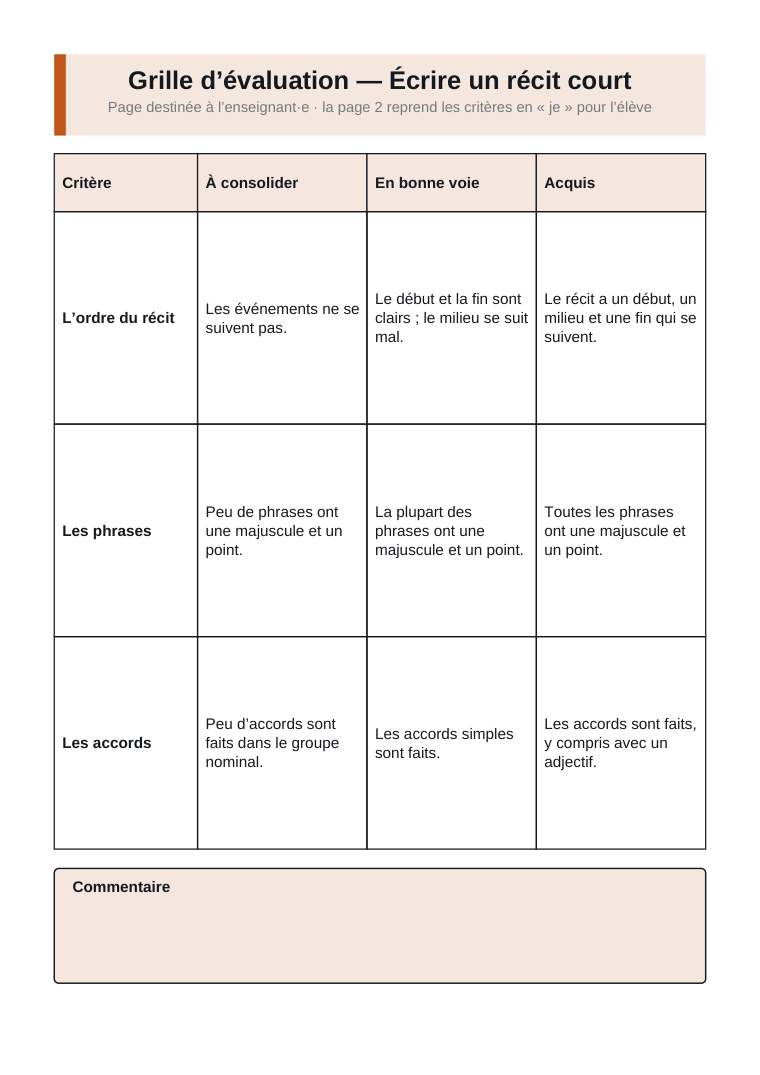 Grille d’évaluation — Écrire un récit court
Page destinée à l’enseignant·e · la page 2 reprend les critères en « je » pour l’élève
Critère
À consolider
En bonne voie
Acquis
L’ordre du récit
Les événements ne se
suivent pas.
Le début et la fin sont
clairs ; le milieu se suit
mal.
Le récit a un début, un
milieu et une fin qui se
suivent.
Les phrases
Peu de phrases ont
une majuscule et un
point.
La plupart des
phrases ont une
majuscule et un point.
Toutes les phrases
ont une majuscule et
un point.
Les accords
Peu d’accords sont
faits dans le groupe
nominal.
Les accords simples
sont faits.
Les accords sont faits,
y compris avec un
adjectif.
Commentaire